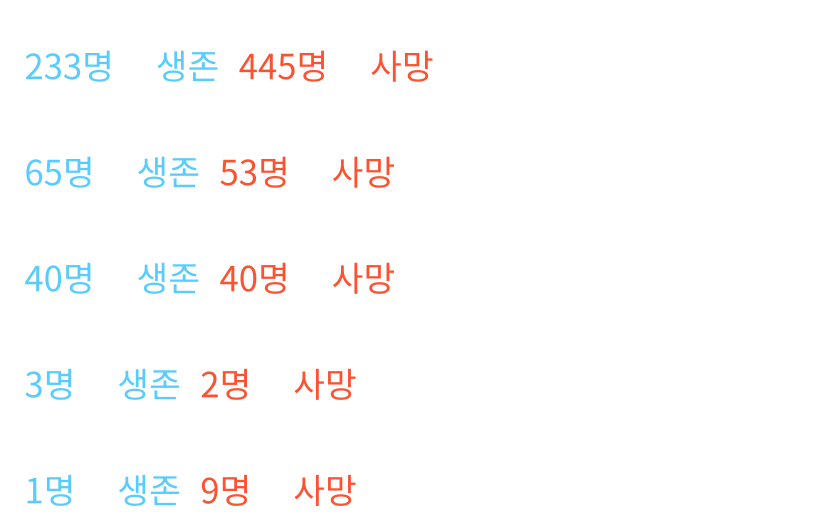 233명 생존 445명 사망
65명 생존 53명 사망
40명 생존 40명 사망
3명 생존 2명 사망
1명 생존 9명 사망